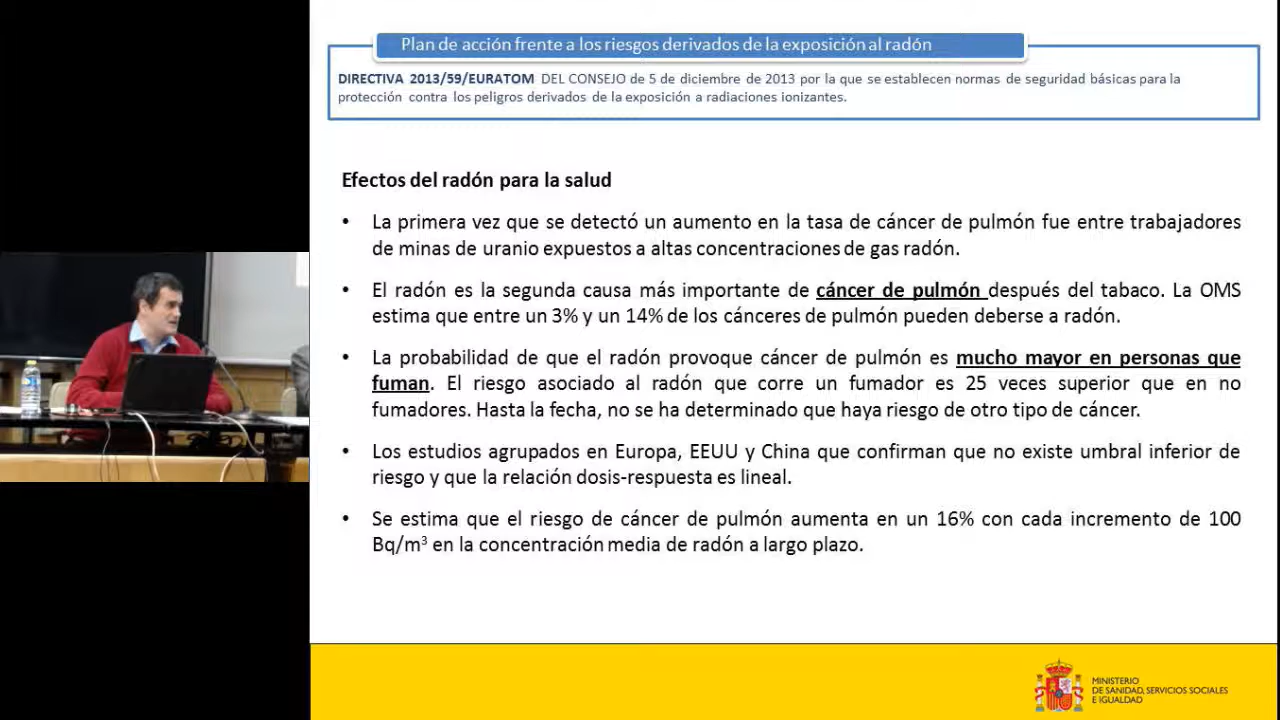 Plan de acción frente a los riesgos derivados de la exposición al radón
DIRECTIVA 2013/59/EURATOM DEL CONSEJO de 5 de diciembre de 2013 por la que se establecen normas de seguridad básicas para la
protección contra los peligros derivados de la exposición a radiaciones ionizantes.
Efectos del radón para la salud
• La primera vez que se detectó un aumento en la tasa de cáncer de pulmón fue entre trabajadores
de minas de uranio expuestos a altas concentraciones de gas radón.
• El radón es la segunda causa más importante de cáncer de pulmón después del tabaco. La OMS
estima que entre un 3% y un 14% de los cánceres de pulmón pueden deberse a radón.
• La probabilidad de que el radón provoque cáncer de pulmón es mucho mayor en personas que
fuman. El riesgo asociado al radón que corre un fumador es 25 veces superior que en no
fumadores. Hasta la fecha, no se ha determinado que haya riesgo de otro tipo de cáncer.
• Los estudios agrupados en Europa, EEUU y China que confirman que no existe umbral inferior de
riesgo y que la relación dosis-respuesta es lineal.
• Se estima que el riesgo de cáncer de pulmón aumenta en un 16% con cada incremento de 100
Bq/m³ en la concentración media de radón a largo plazo.
MINISTERIO
DE SANIDAD, SERVICIOS SOCIALES
E IGUALDAD